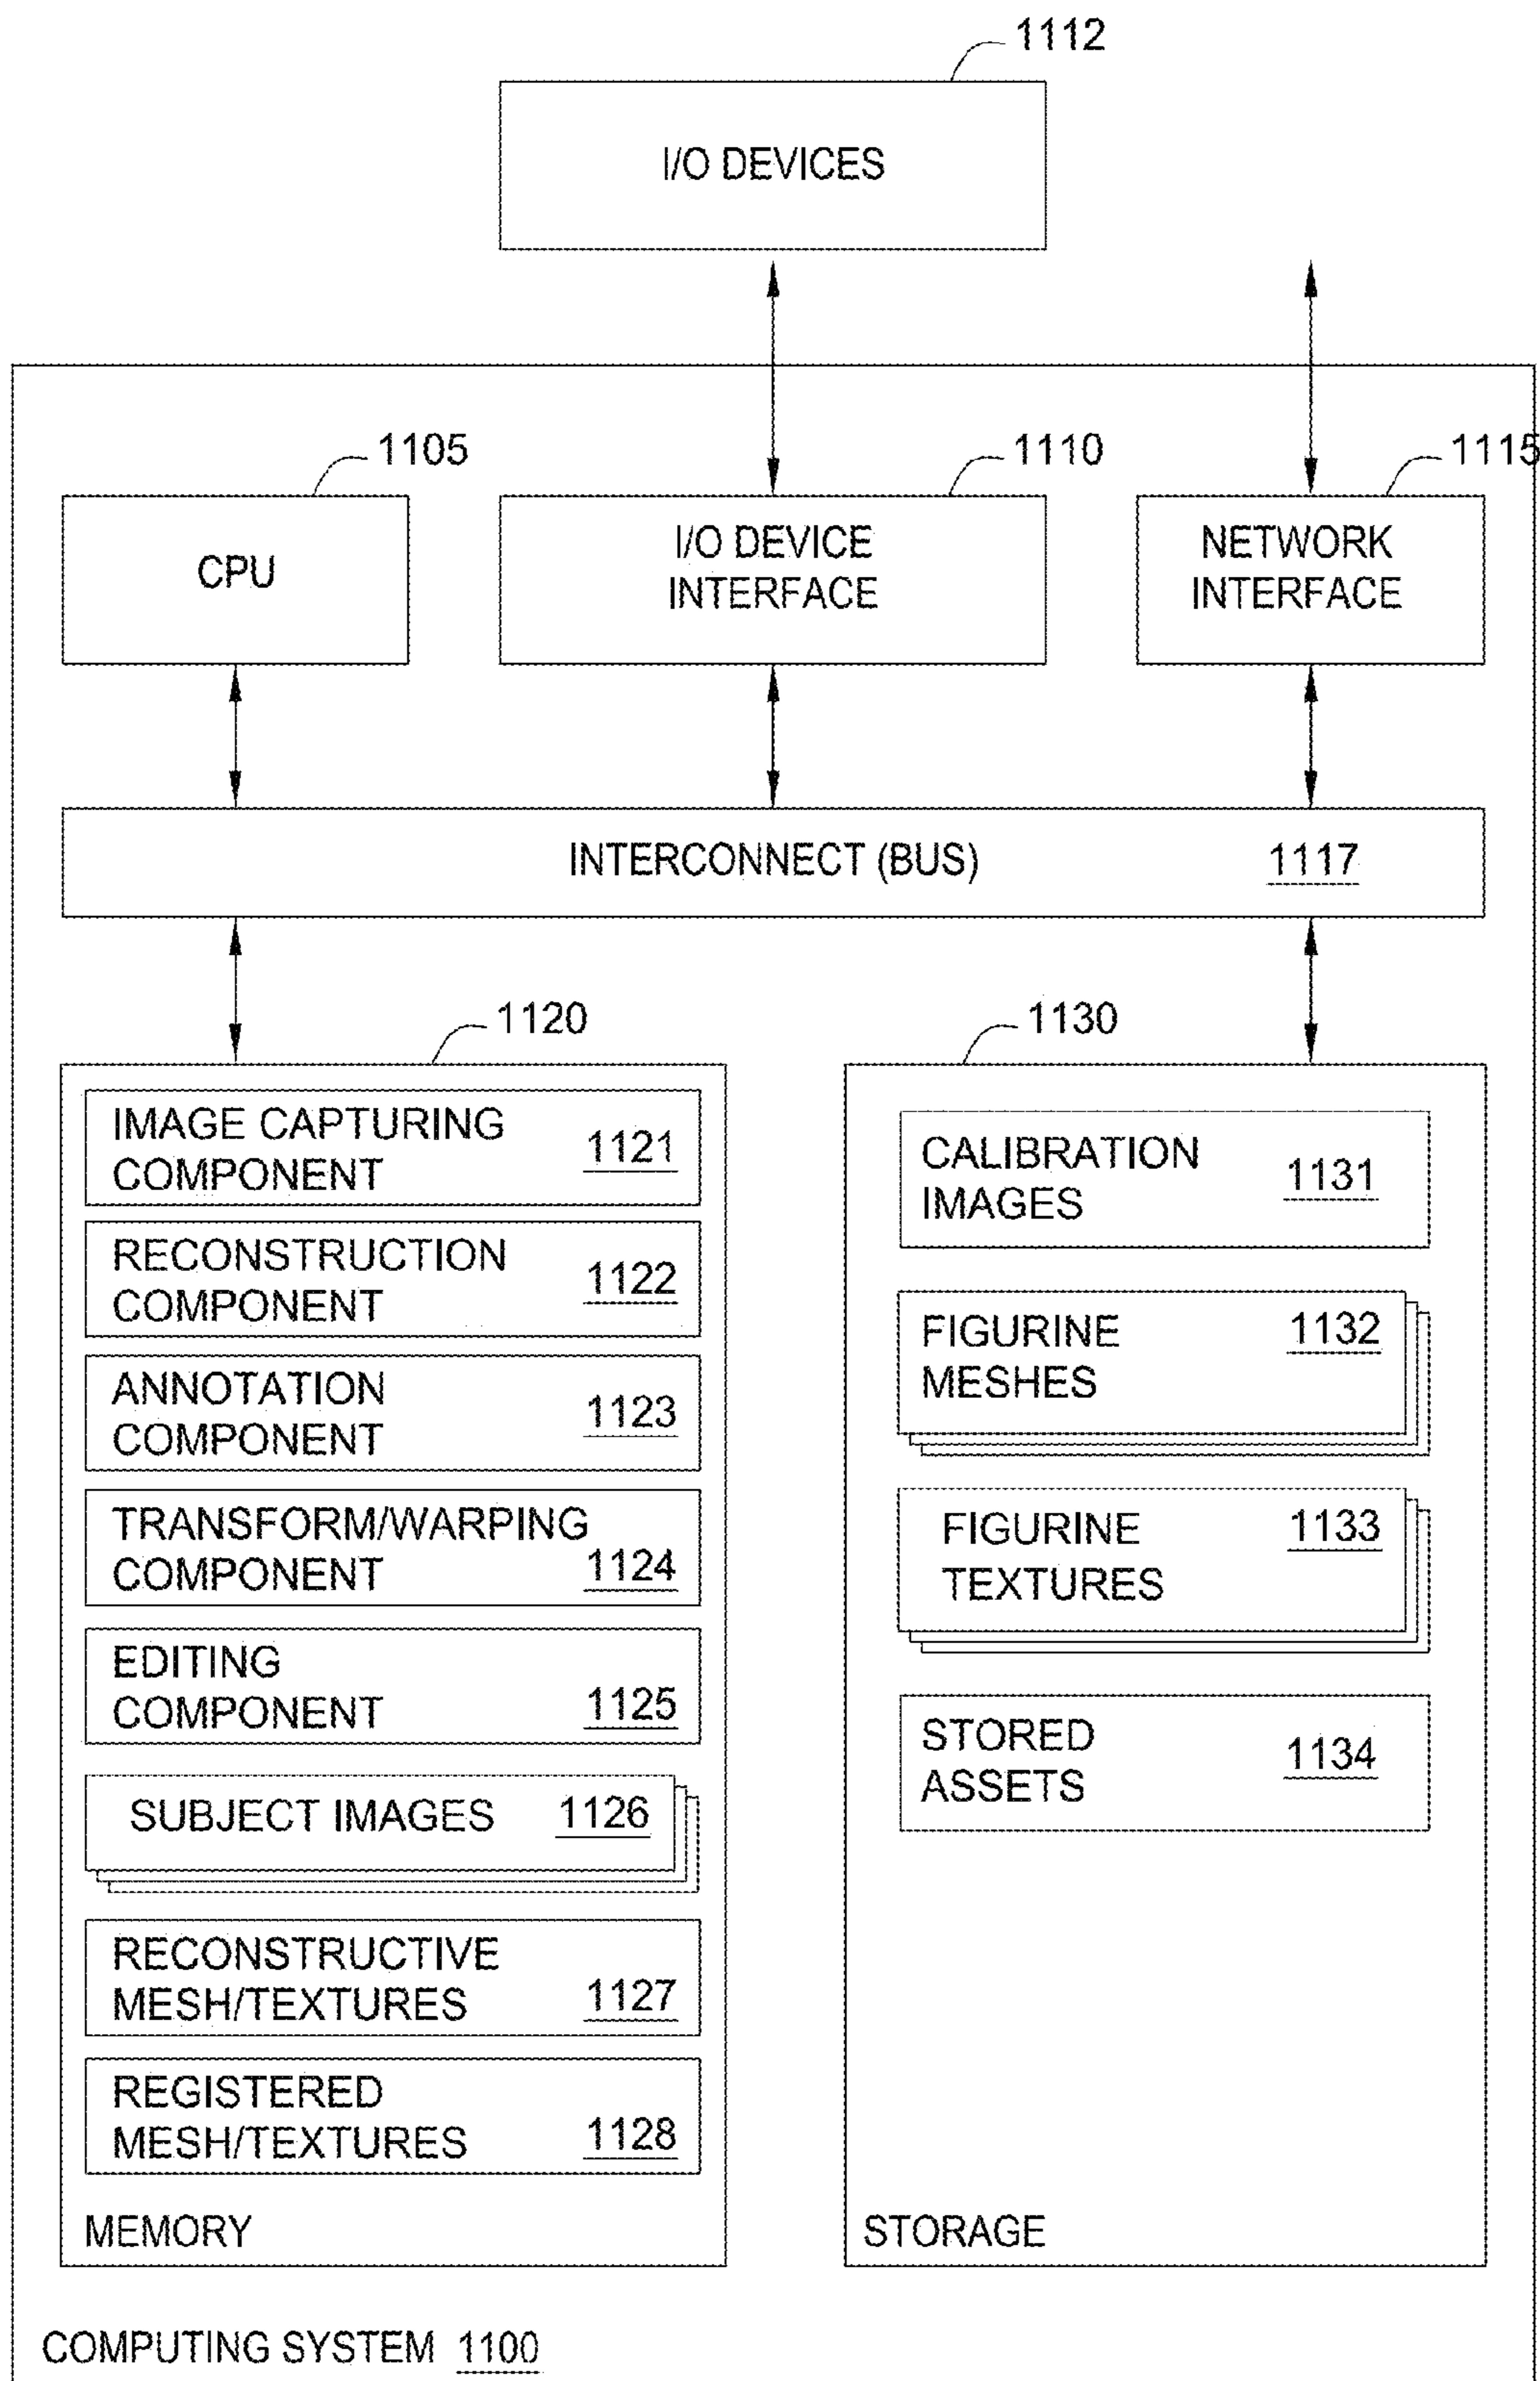 1112
I/O DEVICES
1105
1110
1115
CPU
I/O DEVICE
INTERFACE
NETWORK
INTERFACE
INTERCONNECT (BUS) 1117
1120
1130
IMAGE CAPTURING
COMPONENT 1121
RECONSTRUCTION
COMPONENT 1122
ANNOTATION
COMPONENT 1123
TRANSFORM/WARPING
COMPONENT 1124
EDITING
COMPONENT 1125
SUBJECT IMAGES 1126
RECONSTRUCTIVE
MESH/TEXTURES 1127
REGISTERED
MESH/TEXTURES 1128
MEMORY
CALIBRATION
IMAGES 1131
FIGURINE 1132
MESHES
FIGURINE 1133
TEXTURES
STORED
ASSETS 1134
STORAGE
COMPUTING SYSTEM 1100